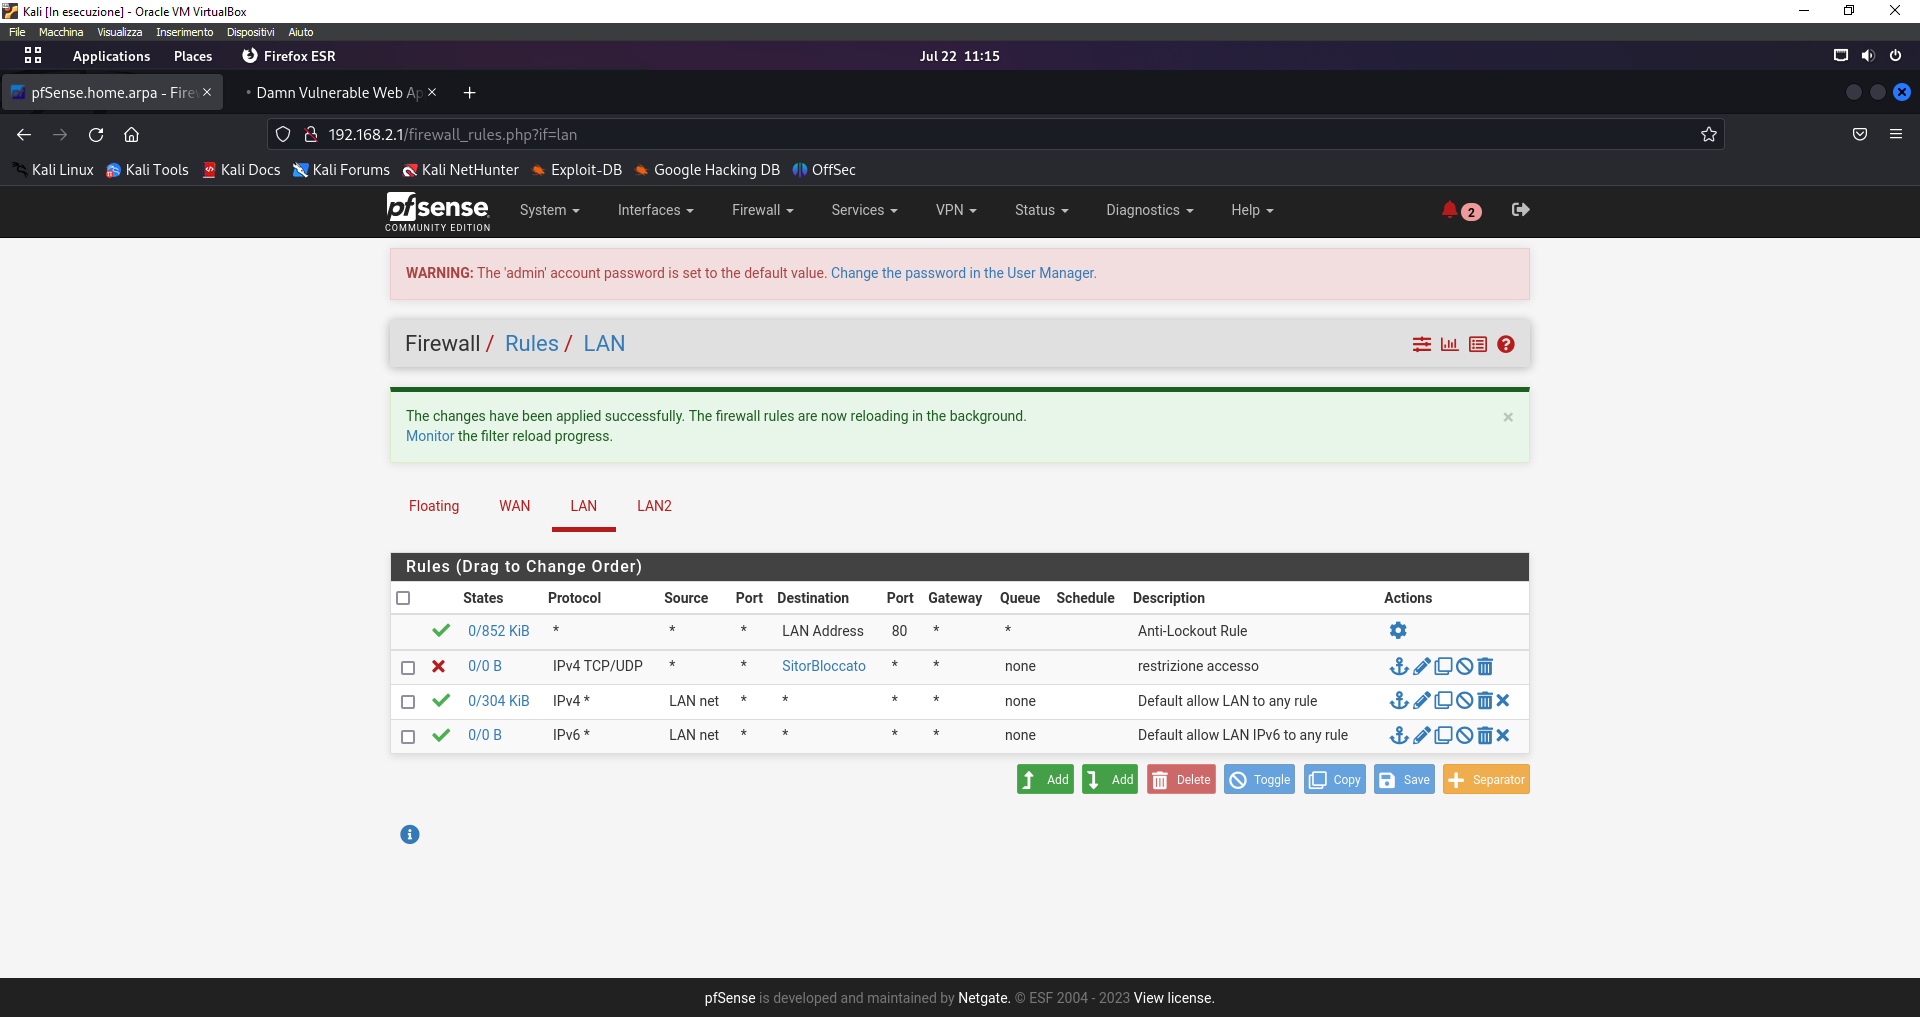 Kali [In esecuzione] - Oracle VM VirtualBox
File Macchina Visualizza Inserimento Dispositivi Aiuto
Applications Places Firefox ESR Jul 22 11:15
pfSense.home.arpa - Fire Damn Vulnerable Web Ap
192.168.2.1/firewall_rules.php?if=lan
Kali Linux Kali Tools Kali Docs Kali Forums Kali NetHunter Exploit-DB Google Hacking DB OffSec
pfsense COMMUNITY EDITION System Interfaces Firewall Services VPN Status Diagnostics Help 2
WARNING: The 'admin' account password is set to the default value. Change the password in the User Manager.
Firewall / Rules / LAN
The changes have been applied successfully. The firewall rules are now reloading in the background.
Monitor the filter reload progress.
Floating WAN LAN LAN2
Rules (Drag to Change Order)
States Protocol Source Port Destination Port Gateway Queue Schedule Description Actions
0/852 KiB * * * LAN Address 80 * * Anti-Lockout Rule
0/0 B IPv4 TCP/UDP * * SitorBloccato * * none restrizione accesso
0/304 KiB IPv4 * LAN net * * * * none Default allow LAN to any rule
0/0 B IPv6 * LAN net * * * * none Default allow LAN IPv6 to any rule
Add Add Delete Toggle Copy Save Separator
pfSense is developed and maintained by Netgate. © ESF 2004 - 2023 View license.